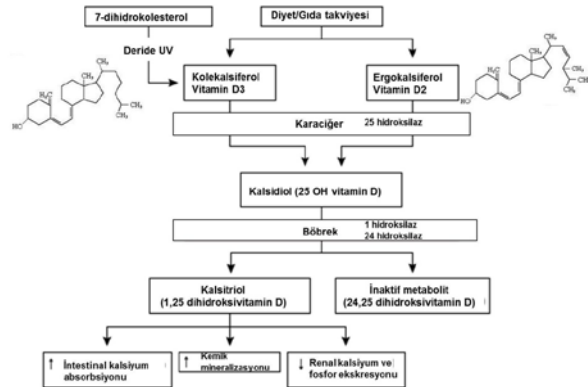 7-dihidrokolesterol
Diyet/Gıda takviyesi
Deride UV
Kolekalsiferol
Vitamin D3
Ergokalsiferol
Vitamin D2
Karaciğer 25 hidroksilaz
Kalsidiol (25 OH vitamin D)
Böbrek
1 hidroksilaz
24 hidroksilaz
Kalsitriol
(1,25 dihidroksivitamin D)
İnaktif metabolit
(24,25 dihidroksivitamin D)
↑ İntestinal kalsiyum
absorbsiyonu
↑ Kemik
mineralizasyonu
↓ Renal kalsiyum ve
fosfor ekskresyonu